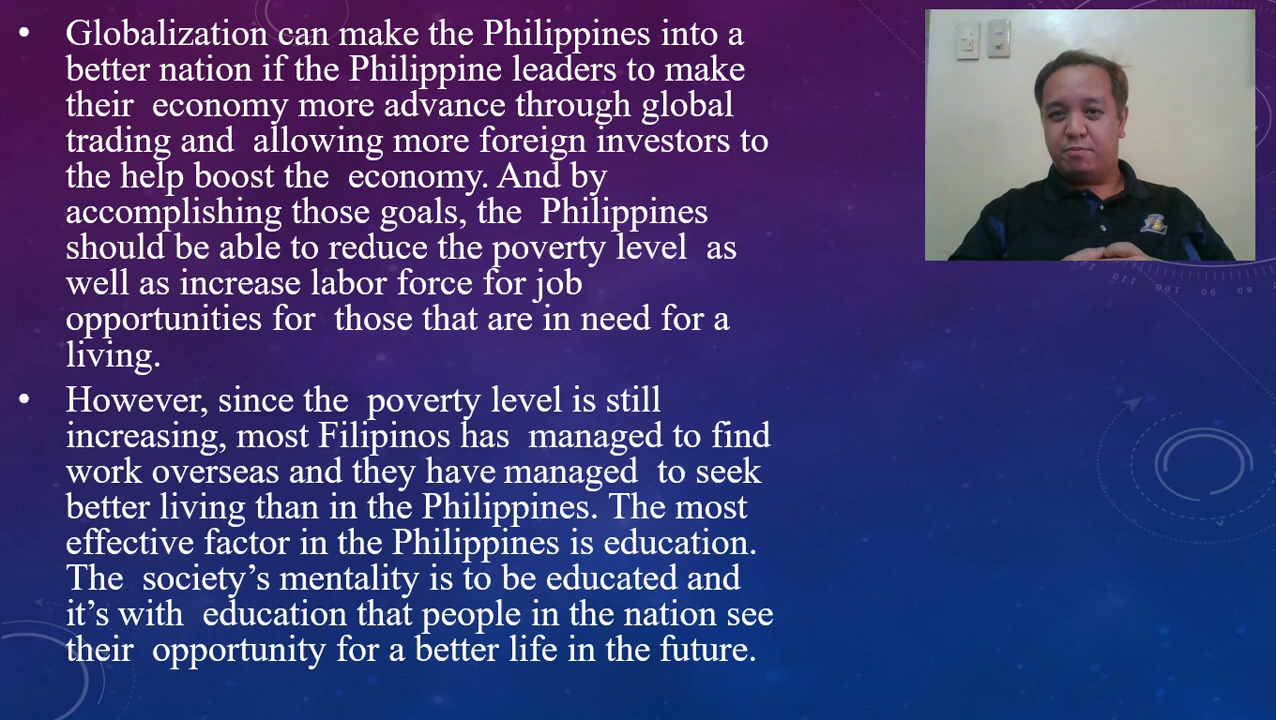 • Globalization can make the Philippines into a
better nation if the Philippine leaders to make
their economy more advance through global
trading and allowing more foreign investors to
the help boost the economy. And by
accomplishing those goals, the Philippines
should be able to reduce the poverty level as
well as increase labor force for job
opportunities for those that are in need for a
living.
• However, since the poverty level is still
increasing, most Filipinos has managed to find
work overseas and they have managed to seek
better living than in the Philippines. The most
effective factor in the Philippines is education.
The society’s mentality is to be educated and
it’s with education that people in the nation see
their opportunity for a better life in the future.
110 100 90 80